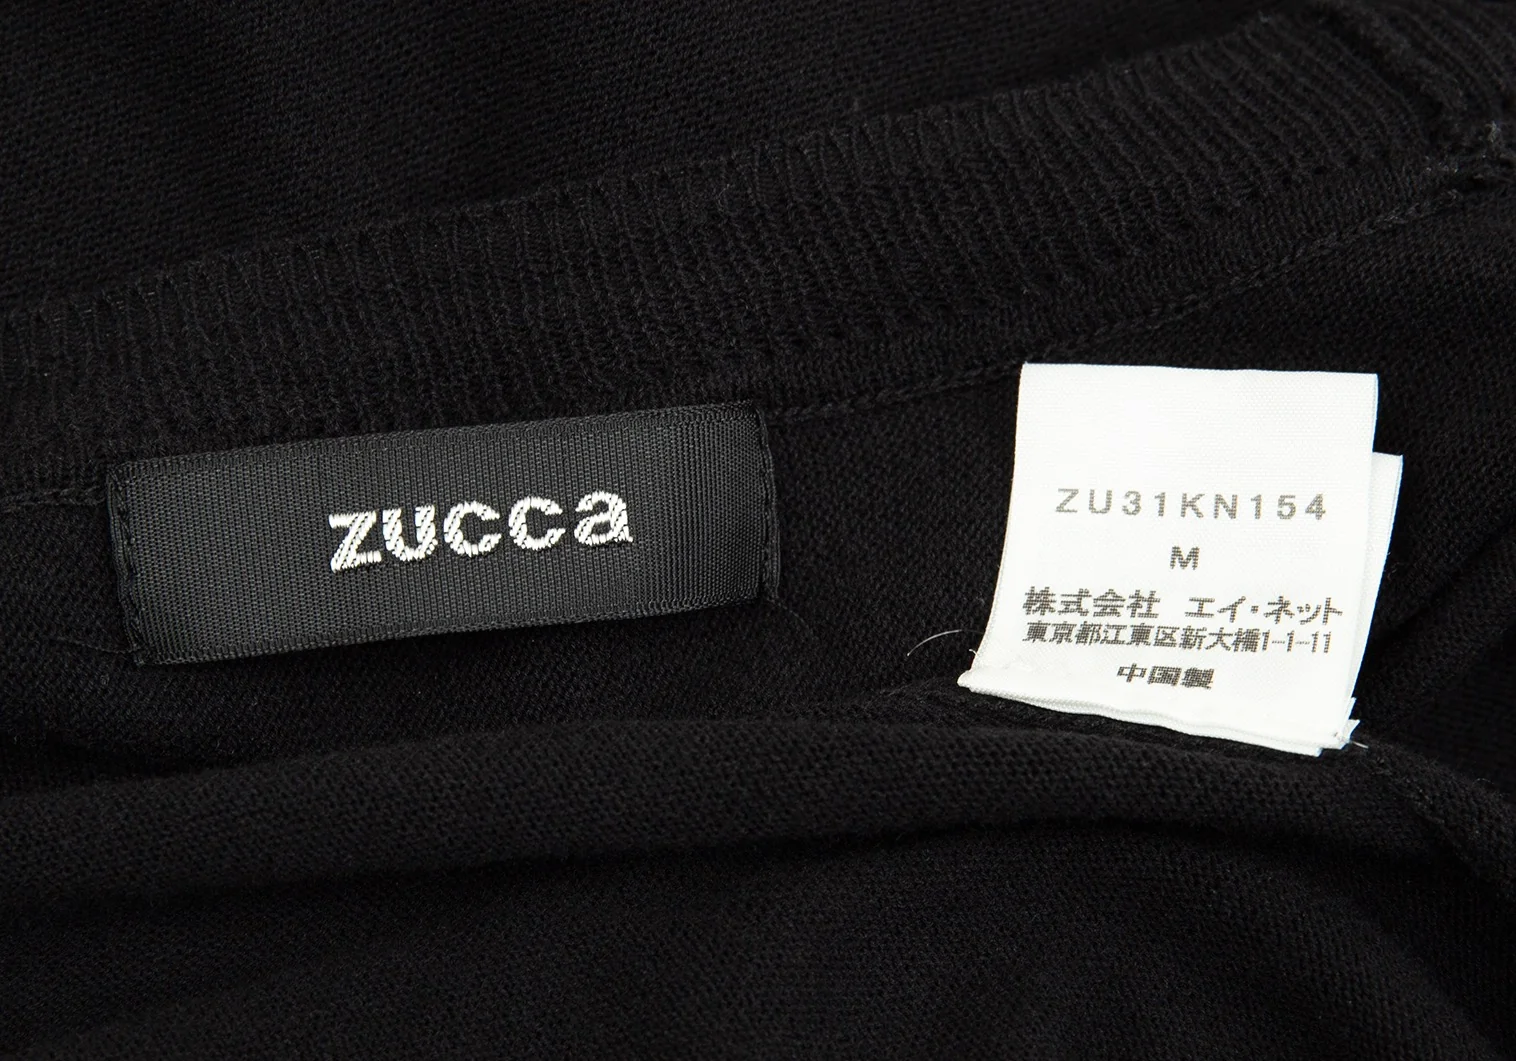 zucca
ZU31KN154
M
株式会社 エイ・ネット
東京都江東区新大橋1-1-11
中国製